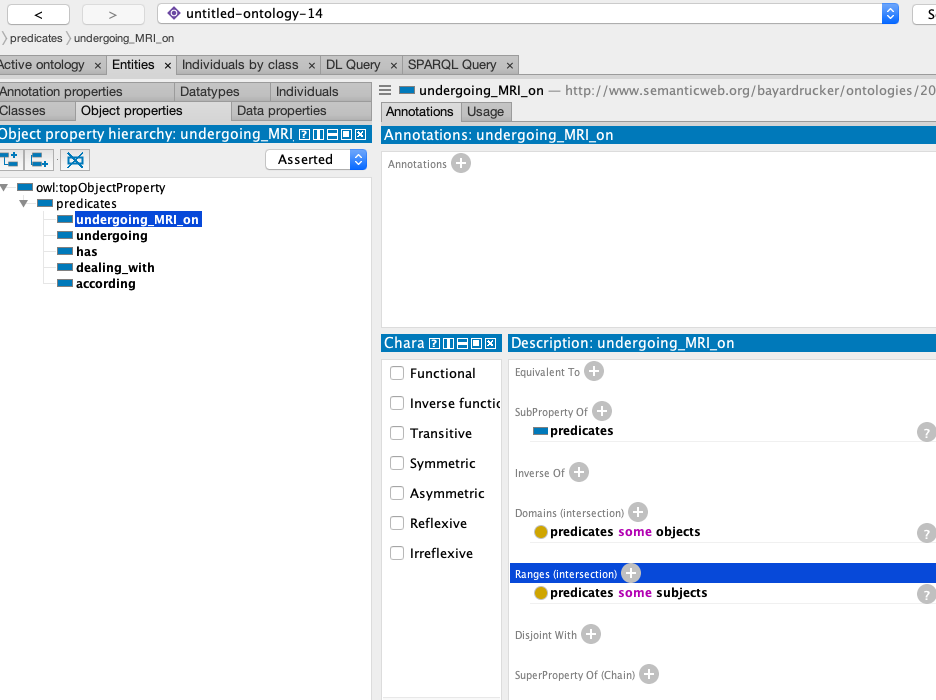 <
>
untitled-ontology-14
predicates
undergoing_MRI_on
Active ontology ×
Entities ×
Individuals by class ×
DL Query ×
SPARQL Query ×
Annotation properties
Datatypes
Individuals
Classes
Object properties
Data properties
Object property hierarchy: undergoing_MRI
Asserted
owl:topObjectProperty
predicates
undergoing_MRI_on
undergoing
has
dealing_with
according
undergoing_MRI_on — http://www.semanticweb.org/bayardrucker/ontologies/20
Annotations
Usage
Annotations: undergoing_MRI_on
Annotations +
Chara
Functional
Inverse functio
Transitive
Symmetric
Asymmetric
Reflexive
Irreflexive
Description: undergoing_MRI_on
Equivalent To +
SubProperty Of +
predicates ?
Inverse Of +
Domains (intersection) +
predicates some objects ?
Ranges (intersection) +
predicates some subjects ?
Disjoint With +
SuperProperty Of (Chain) +